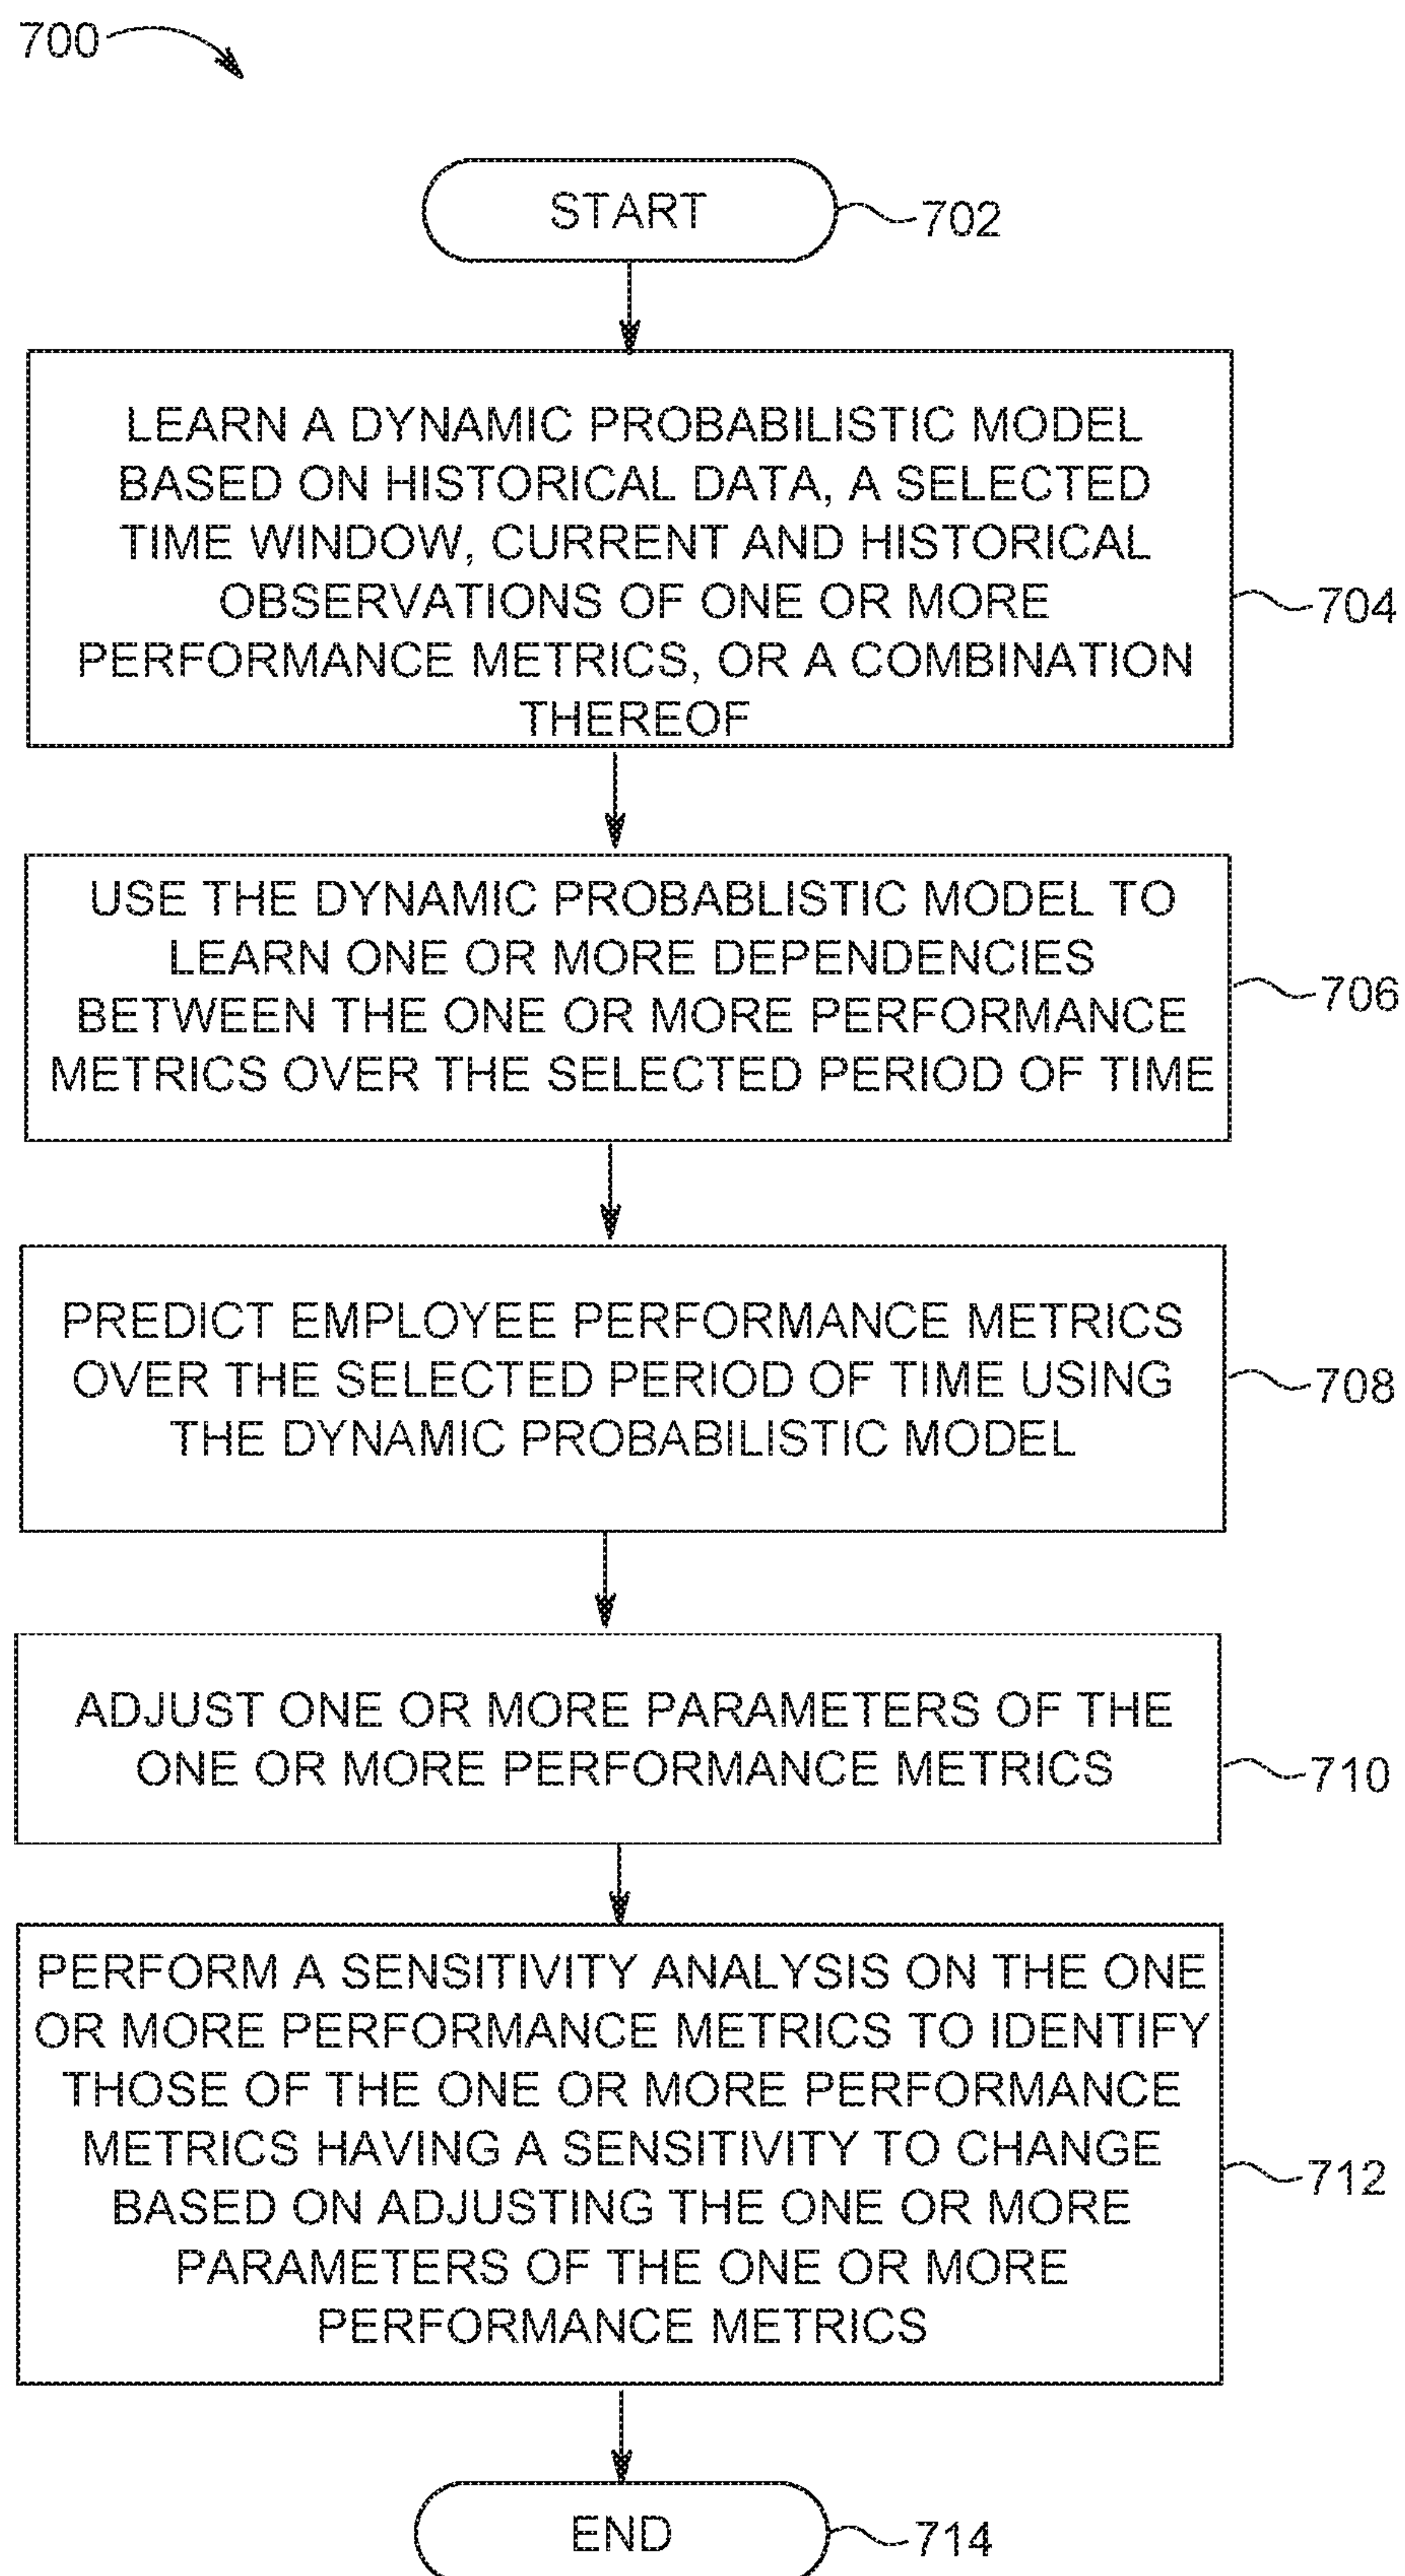 700
START
702
LEARN A DYNAMIC PROBABILISTIC MODEL
BASED ON HISTORICAL DATA, A SELECTED
TIME WINDOW, CURRENT AND HISTORICAL
OBSERVATIONS OF ONE OR MORE
PERFORMANCE METRICS, OR A COMBINATION
THEREOF
704
USE THE DYNAMIC PROBABLISTIC MODEL TO
LEARN ONE OR MORE DEPENDENCIES
BETWEEN THE ONE OR MORE PERFORMANCE
METRICS OVER THE SELECTED PERIOD OF TIME
706
PREDICT EMPLOYEE PERFORMANCE METRICS
OVER THE SELECTED PERIOD OF TIME USING
THE DYNAMIC PROBABILISTIC MODEL
708
ADJUST ONE OR MORE PARAMETERS OF THE
ONE OR MORE PERFORMANCE METRICS
710
PERFORM A SENSITIVITY ANALYSIS ON THE ONE
OR MORE PERFORMANCE METRICS TO IDENTIFY
THOSE OF THE ONE OR MORE PERFORMANCE
METRICS HAVING A SENSITIVITY TO CHANGE
BASED ON ADJUSTING THE ONE OR MORE
PARAMETERS OF THE ONE OR MORE
PERFORMANCE METRICS
712
END
714